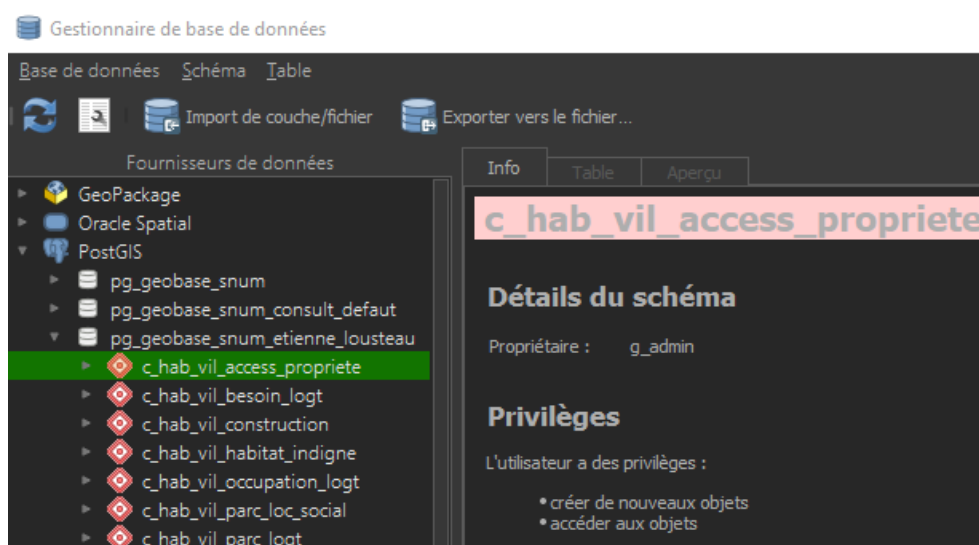 Gestionnaire de base de données
Base de données Schéma Table
Import de couche/fichier Exporter vers le fichier...
Fournisseurs de données
Info Table Aperçu
GeoPackage
Oracle Spatial
PostGIS
pg_geobase_snum
pg_geobase_snum_consult_defaut
pg_geobase_snum_etienne_lousteau
c_hab_vil_access_propriete
c_hab_vil_besoin_logt
c_hab_vil_construction
c_hab_vil_habitat_indigne
c_hab_vil_occupation_logt
c_hab_vil_parc_loc_social
c_hab_vil_parc_logt
c_hab_vil_access_propriete
Détails du schéma
Propriétaire : g_admin
Privilèges
L'utilisateur a des privilèges :
•créer de nouveaux objets
•accéder aux objets